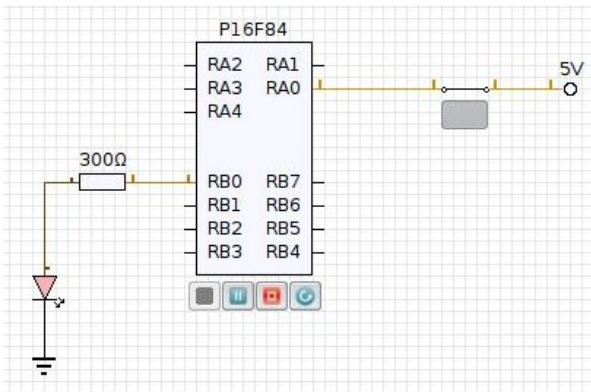 P16F84
RA2 RA1
5V
RA3 RA0
RA4
300Ω
RB0 RB7
RB1 RB6
RB2 RB5
RB3 RB4